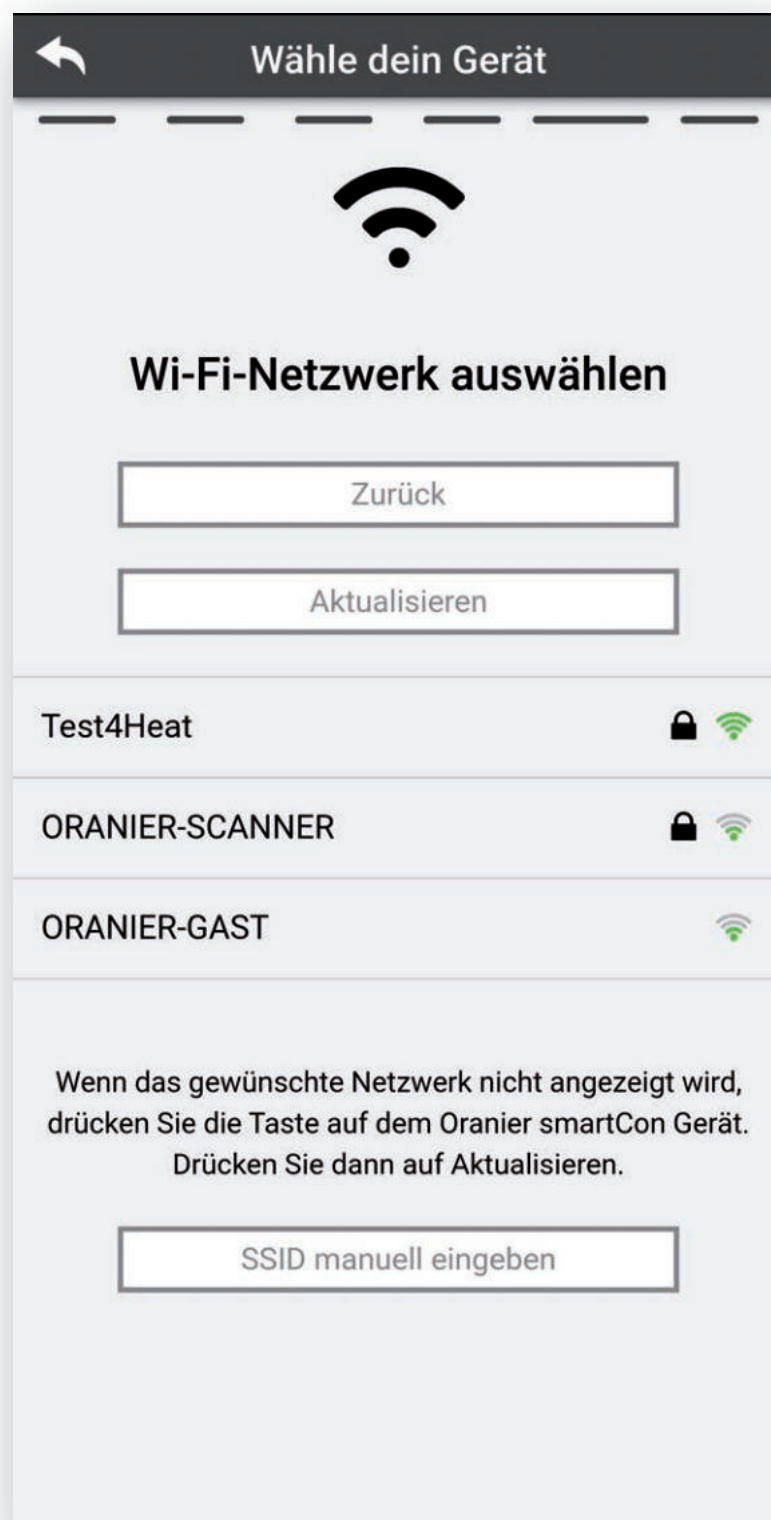 Wähle dein Gerät
Wi-Fi-Netzwerk auswählen
Zurück
Aktualisieren
Test4Heat
ORANIER-SCANNER
ORANIER-GAST
Wenn das gewünschte Netzwerk nicht angezeigt wird,
drücken Sie die Taste auf dem Oranier smartCon Gerät.
Drücken Sie dann auf Aktualisieren.
SSID manuell eingeben